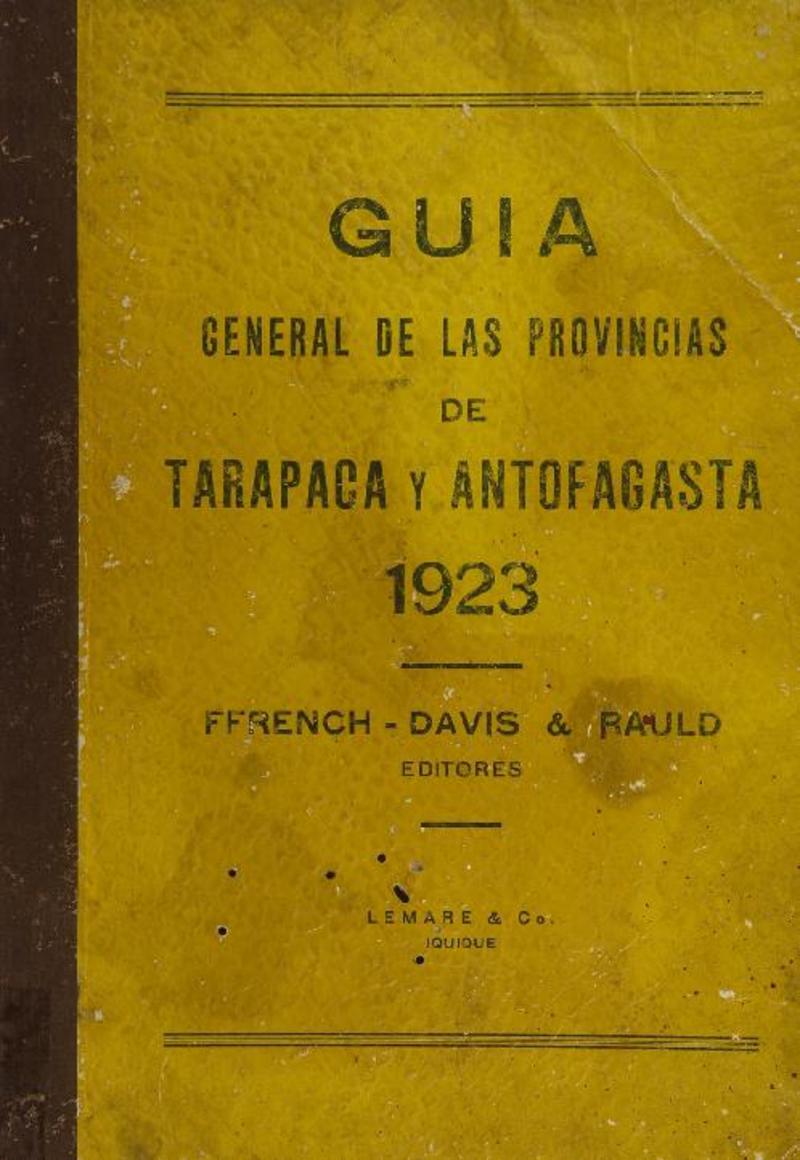 GUIA
GENERAL DE LAS PROVINCIAS
DE
TARAPACA Y ANTOFAGASTA
1923
FFRENCH - DAVIS & RAULD
EDITORES
LEMARE & Co.
IQUIQUE